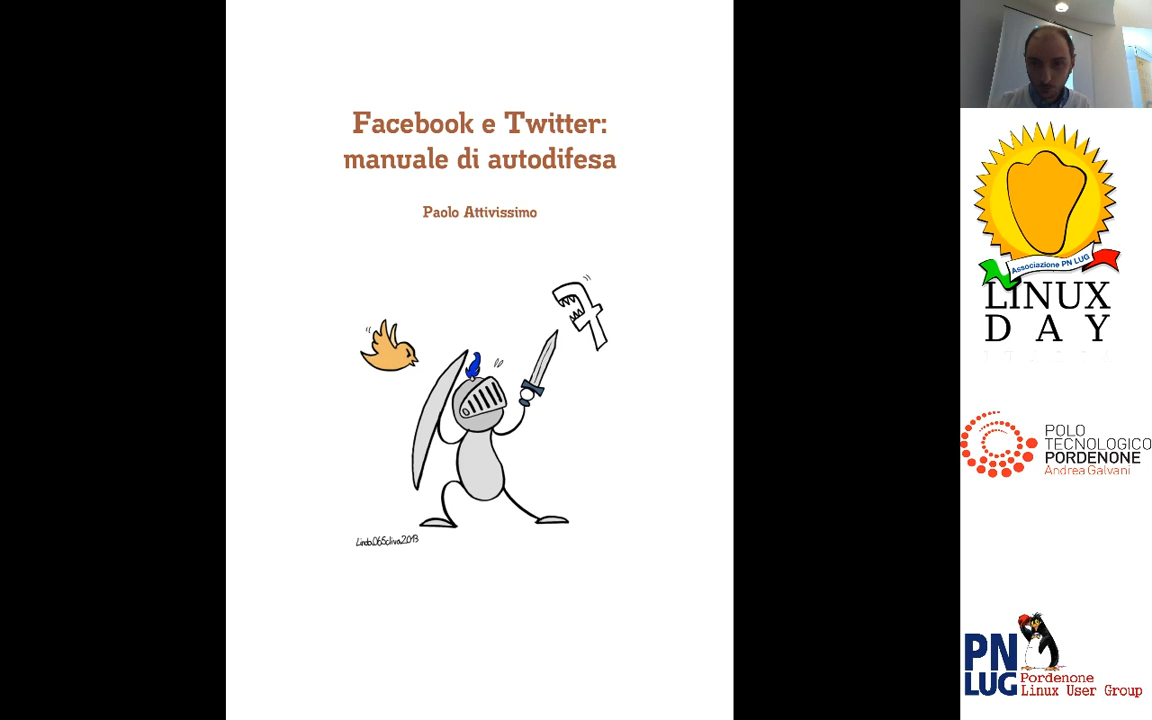 Facebook e Twitter:
manuale di autodifesa
Paolo Attivissimo
Associazione PN LUG
LINUX
DAY
POLO
TECNOLOGICO
PORDENONE
Andrea Galvani
PN
LUG
Pordenone
Linux User Group